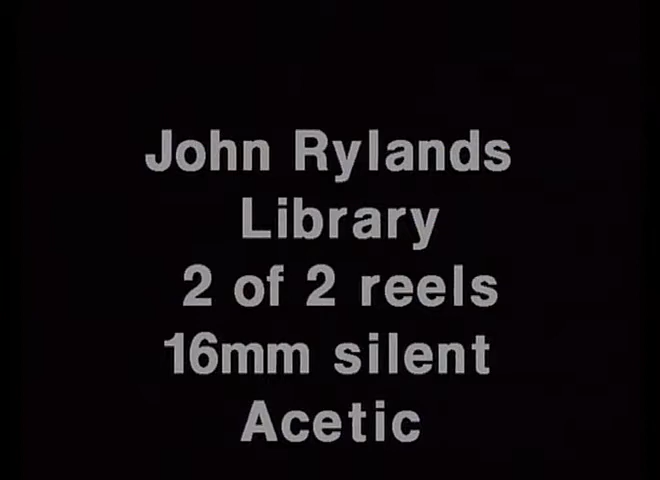 John Rylands
Library
2 of 2 reels
16mm silent
Acetic